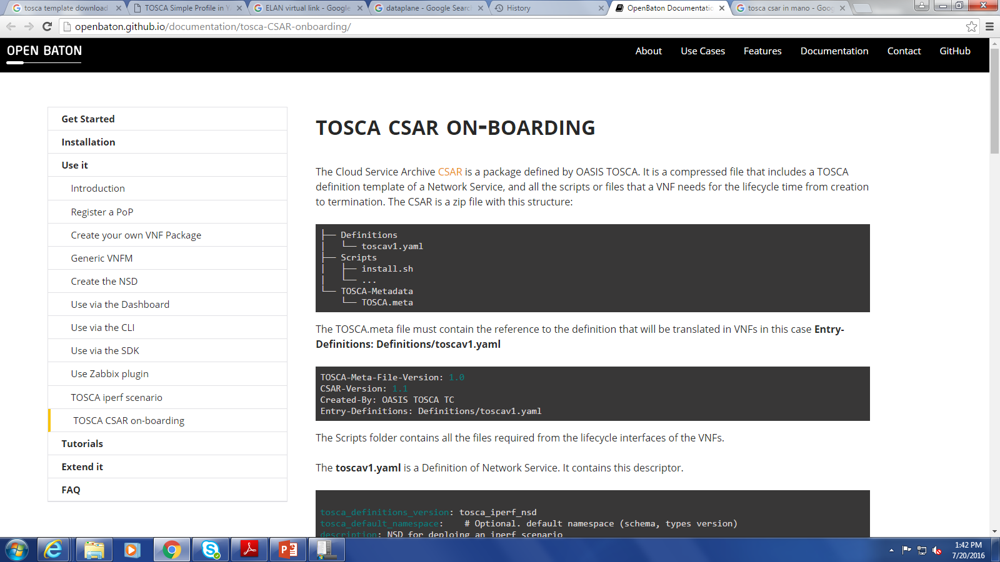 tosca template download
TOSCA Simple Profile in Y
ELAN virtual link - Google
dataplane - Google Search
History
OpenBaton Documentatio
tosca csar in mano - Goog
openbaton.github.io/documentation/tosca-CSAR-onboarding/
OPEN BATON
About
Use Cases
Features
Documentation
Contact
GitHub
Get Started
Installation
Use it
Introduction
Register a PoP
Create your own VNF Package
Generic VNFM
Create the NSD
Use via the Dashboard
Use via the CLI
Use via the SDK
Use Zabbix plugin
TOSCA iperf scenario
TOSCA CSAR on-boarding
Tutorials
Extend it
FAQ
TOSCA CSAR ON-BOARDING
The Cloud Service Archive CSAR is a package defined by OASIS TOSCA. It is a compressed file that includes a TOSCA
definition template of a Network Service, and all the scripts or files that a VNF needs for the lifecycle time from creation
to termination. The CSAR is a zip file with this structure:
├── Definitions
│   └── toscav1.yaml
├── Scripts
│   ├── install.sh
│   └── ...
└── TOSCA-Metadata
    └── TOSCA.meta
The TOSCA.meta file must contain the reference to the definition that will be translated in VNFs in this case Entry-
Definitions: Definitions/toscav1.yaml
TOSCA-Meta-File-Version: 1.0
CSAR-Version: 1.1
Created-By: OASIS TOSCA TC
Entry-Definitions: Definitions/toscav1.yaml
The Scripts folder contains all the files required from the lifecycle interfaces of the VNFs.
The toscav1.yaml is a Definition of Network Service. It contains this descriptor.
tosca_definitions_version: tosca_iperf_nsd
tosca_default_namespace:    # Optional. default namespace (schema, types version)
description: NSD for deploing an iperf scenario
1:42 PM
7/20/2016